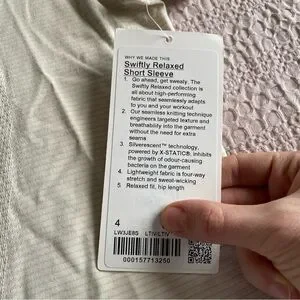 WHY WE MADE THIS
Swiftly Relaxed
Short Sleeve
1. Go ahead, get sweaty. The
Swiftly Relaxed collection is
all about high-performing
fabric that seamlessly adapts
to you and your workout
2. Our seamless knitting technique
engineers targeted texture and
breathability into the garment
without the need for extra
seams
3. Silverescent™ technology,
powered by X-STATIC®, inhibits
the growth of odour-causing
bacteria on the garment
4. Lightweight fabric is four-way
stretch and sweat-wicking
5. Relaxed fit, hip length
4
LW3JE8S LTIV/LTIV
000157713250